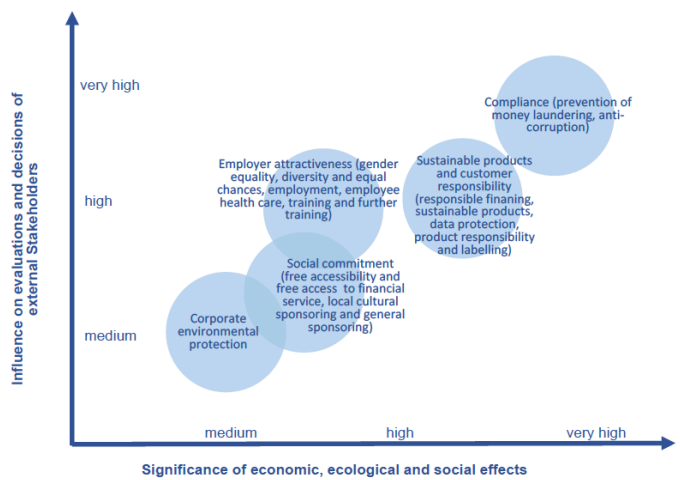 very high
Compliance (prevention of
money laundering, anti-
corruption)
Employer attractiveness (gender
equality, diversity and equal
chances, employment, employee
health care, training and further
training)
Sustainable products
and customer
responsibility
(responsible finaning,
sustainable products,
data protection,
product responsibility
and labelling)
high
Influence on evaluations and decisions of
external Stakeholders
Social commitment
(free accessibility and
free access to financial
service, local cultural
sponsoring and general
sponsoring)
Corporate
environmental
protection
medium
medium
high
very high
Significance of economic, ecological and social effects